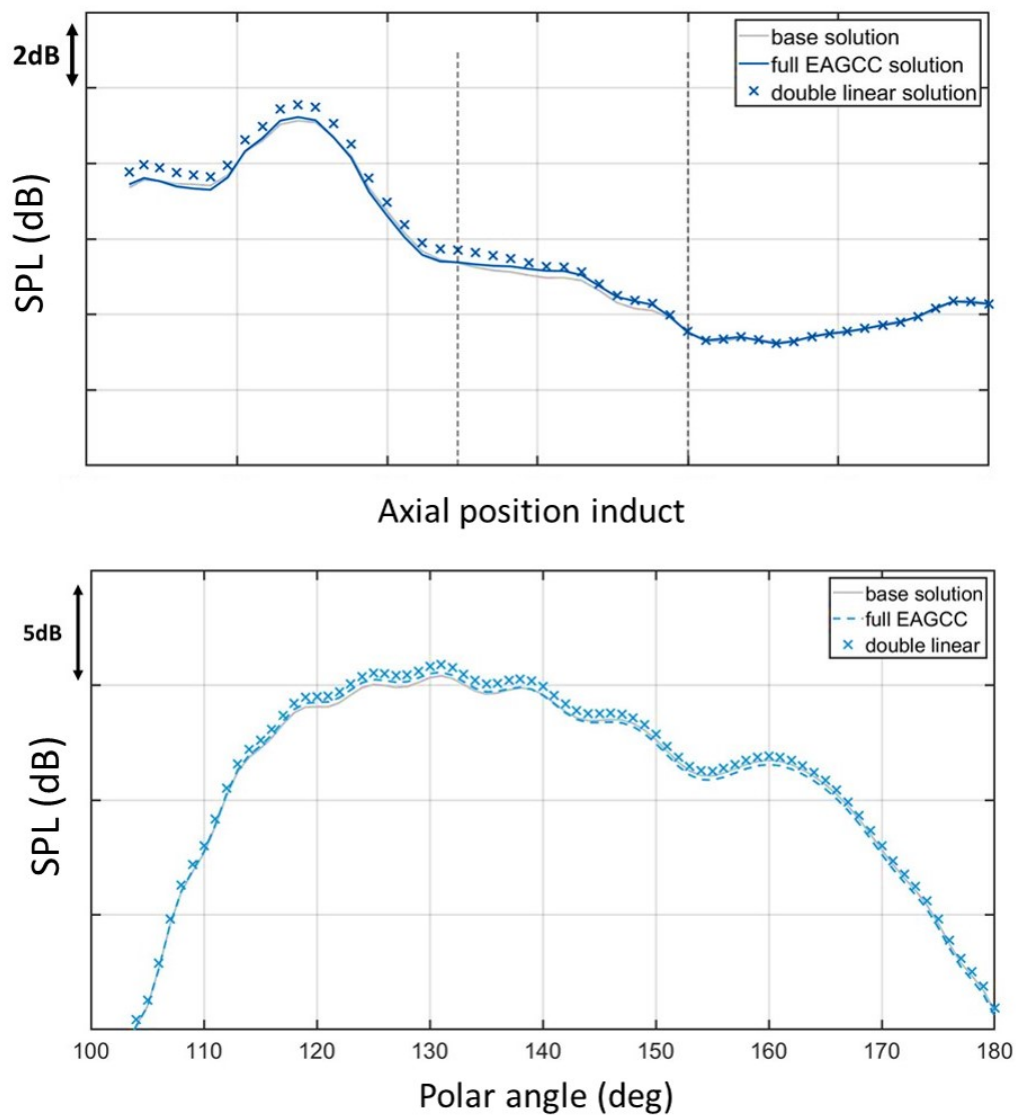 2dB
base solution
full EAGCC solution
double linear solution
SPL (dB)
Axial position induct
5dB
base solution
full EAGCC
double linear
SPL (dB)
100 110 120 130 140 150 160 170 180
Polar angle (deg)